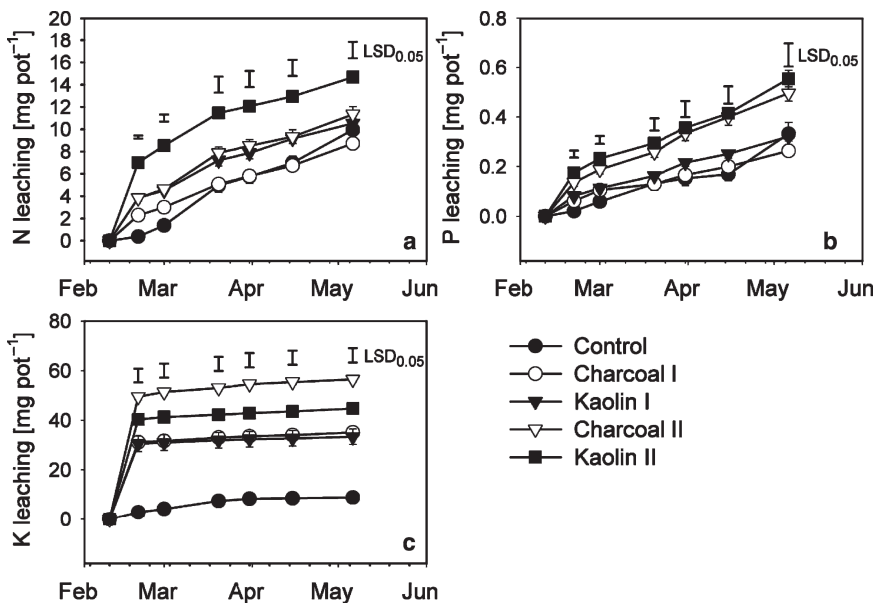 20
18
16
14
12
10
8
6
4
2
0
N leaching [mg pot⁻¹]
LSD0.05
a
Feb Mar Apr May Jun
0.8
0.6
0.4
0.2
0.0
P leaching [mg pot⁻¹]
LSD0.05
b
Feb Mar Apr May Jun
80
60
40
20
0
K leaching [mg pot⁻¹]
LSD0.05
c
Feb Mar Apr May Jun
Control
Charcoal I
Kaolin I
Charcoal II
Kaolin II